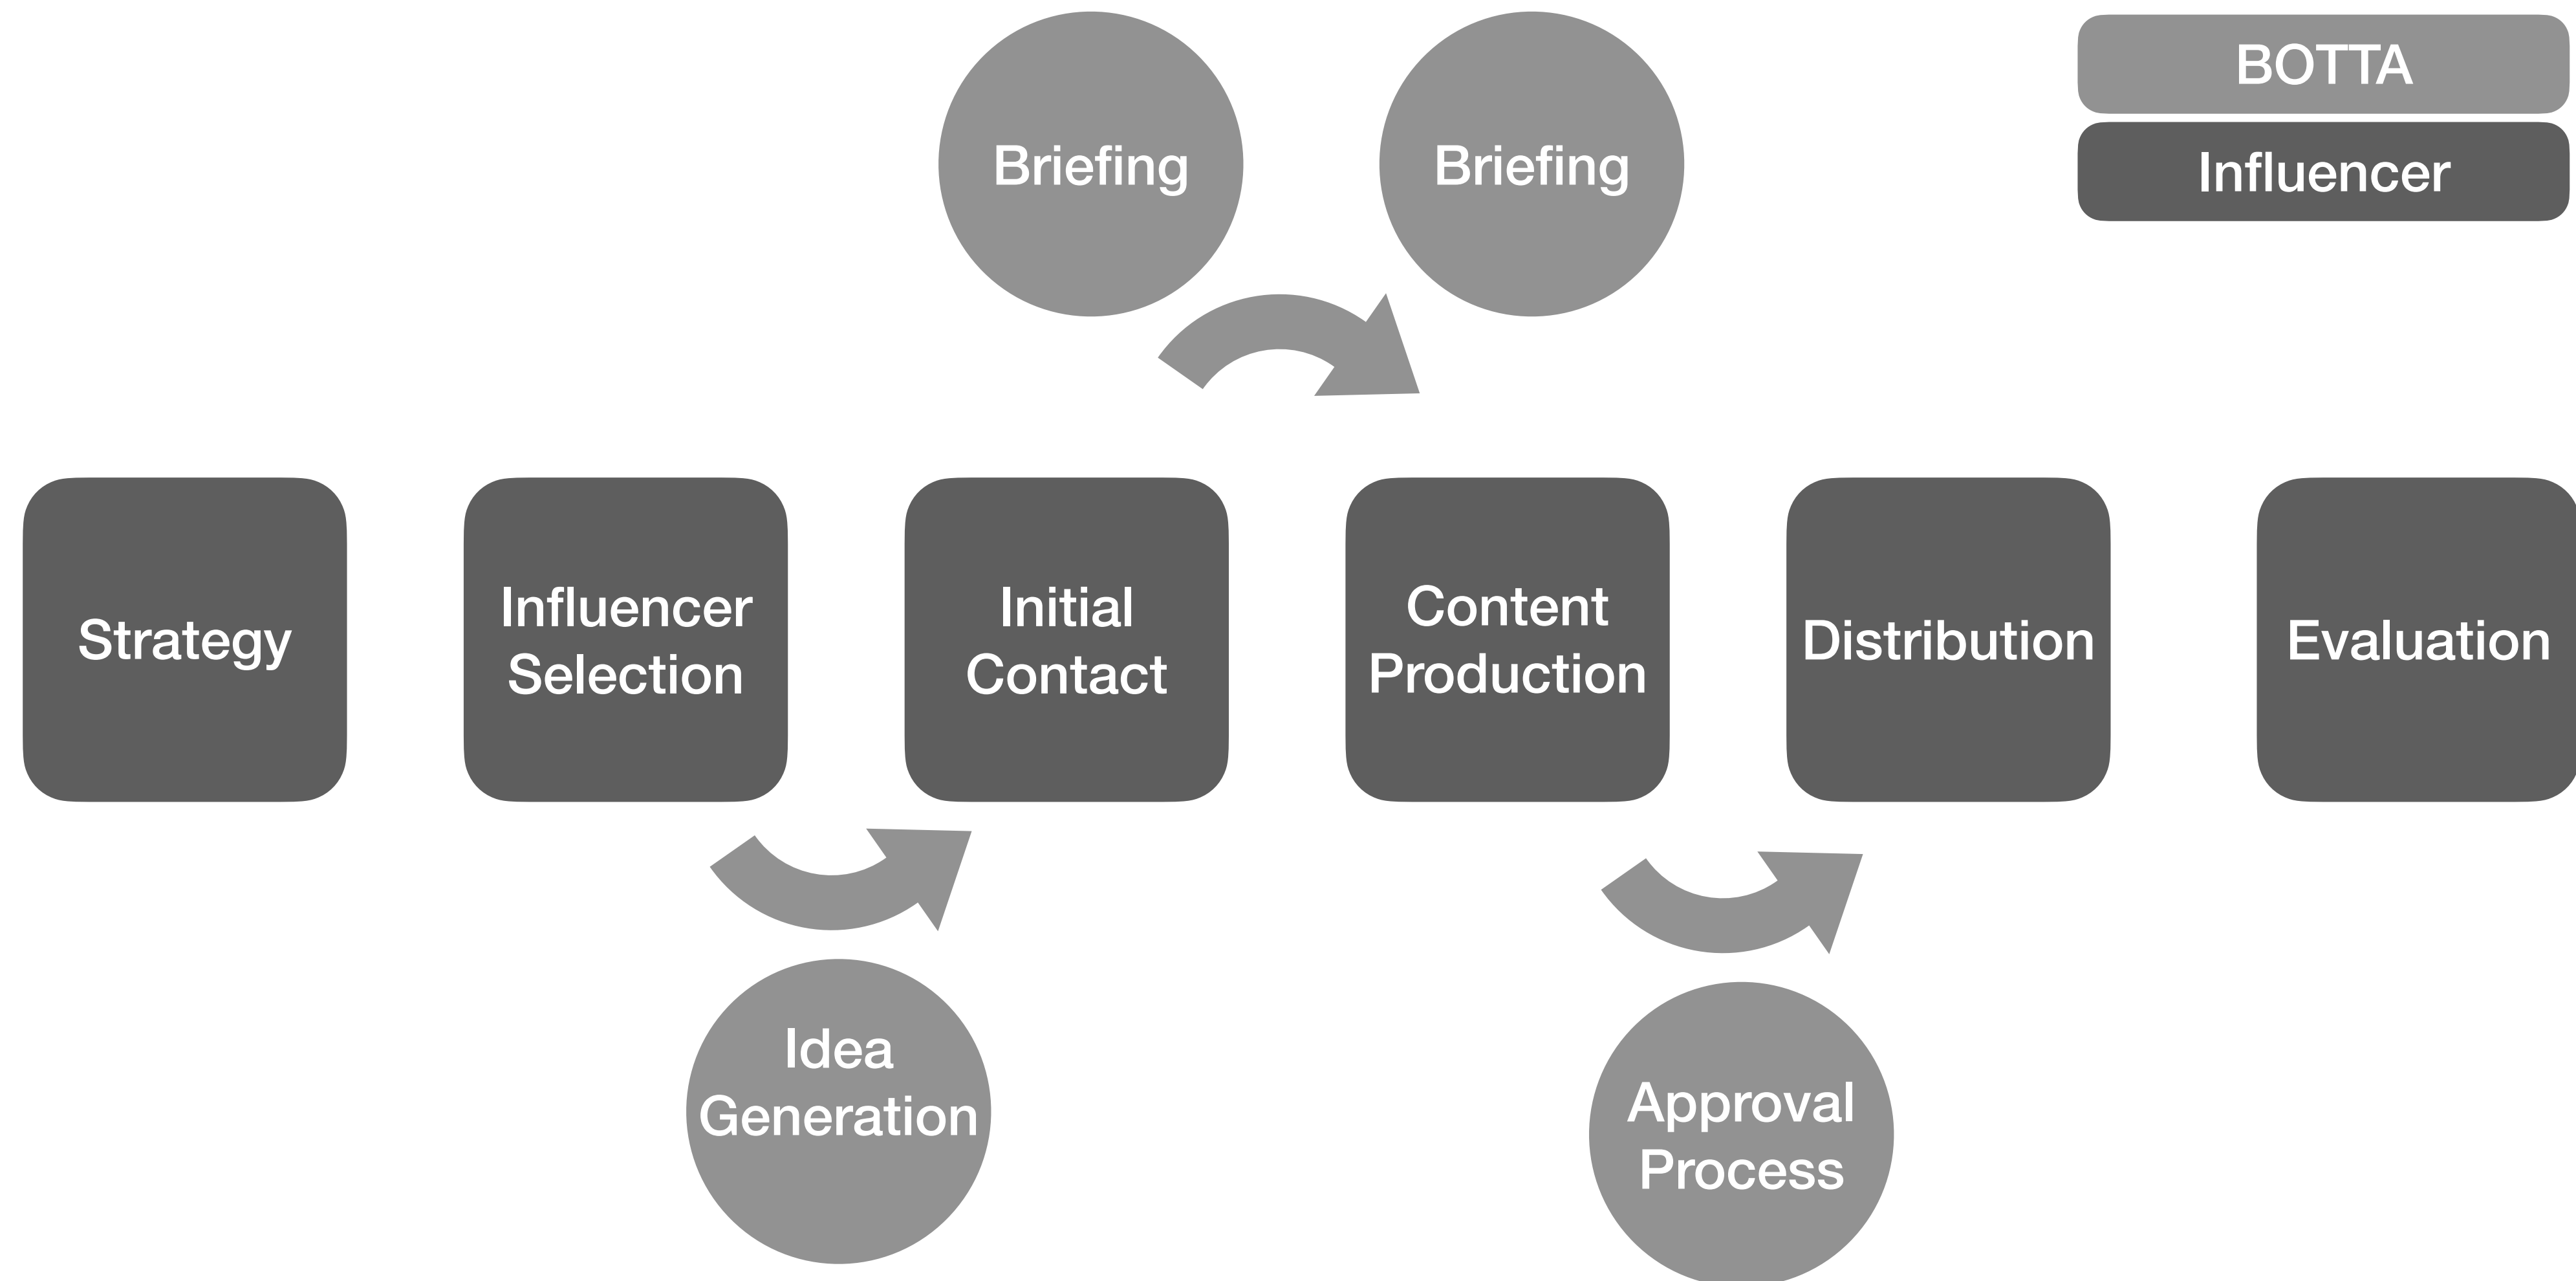 Briefing
Briefing
BOTTA
Influencer
Strategy
Influencer
Selection
Initial
Contact
Content
Production
Distribution
Evaluation
Idea
Generation
Approval
Process